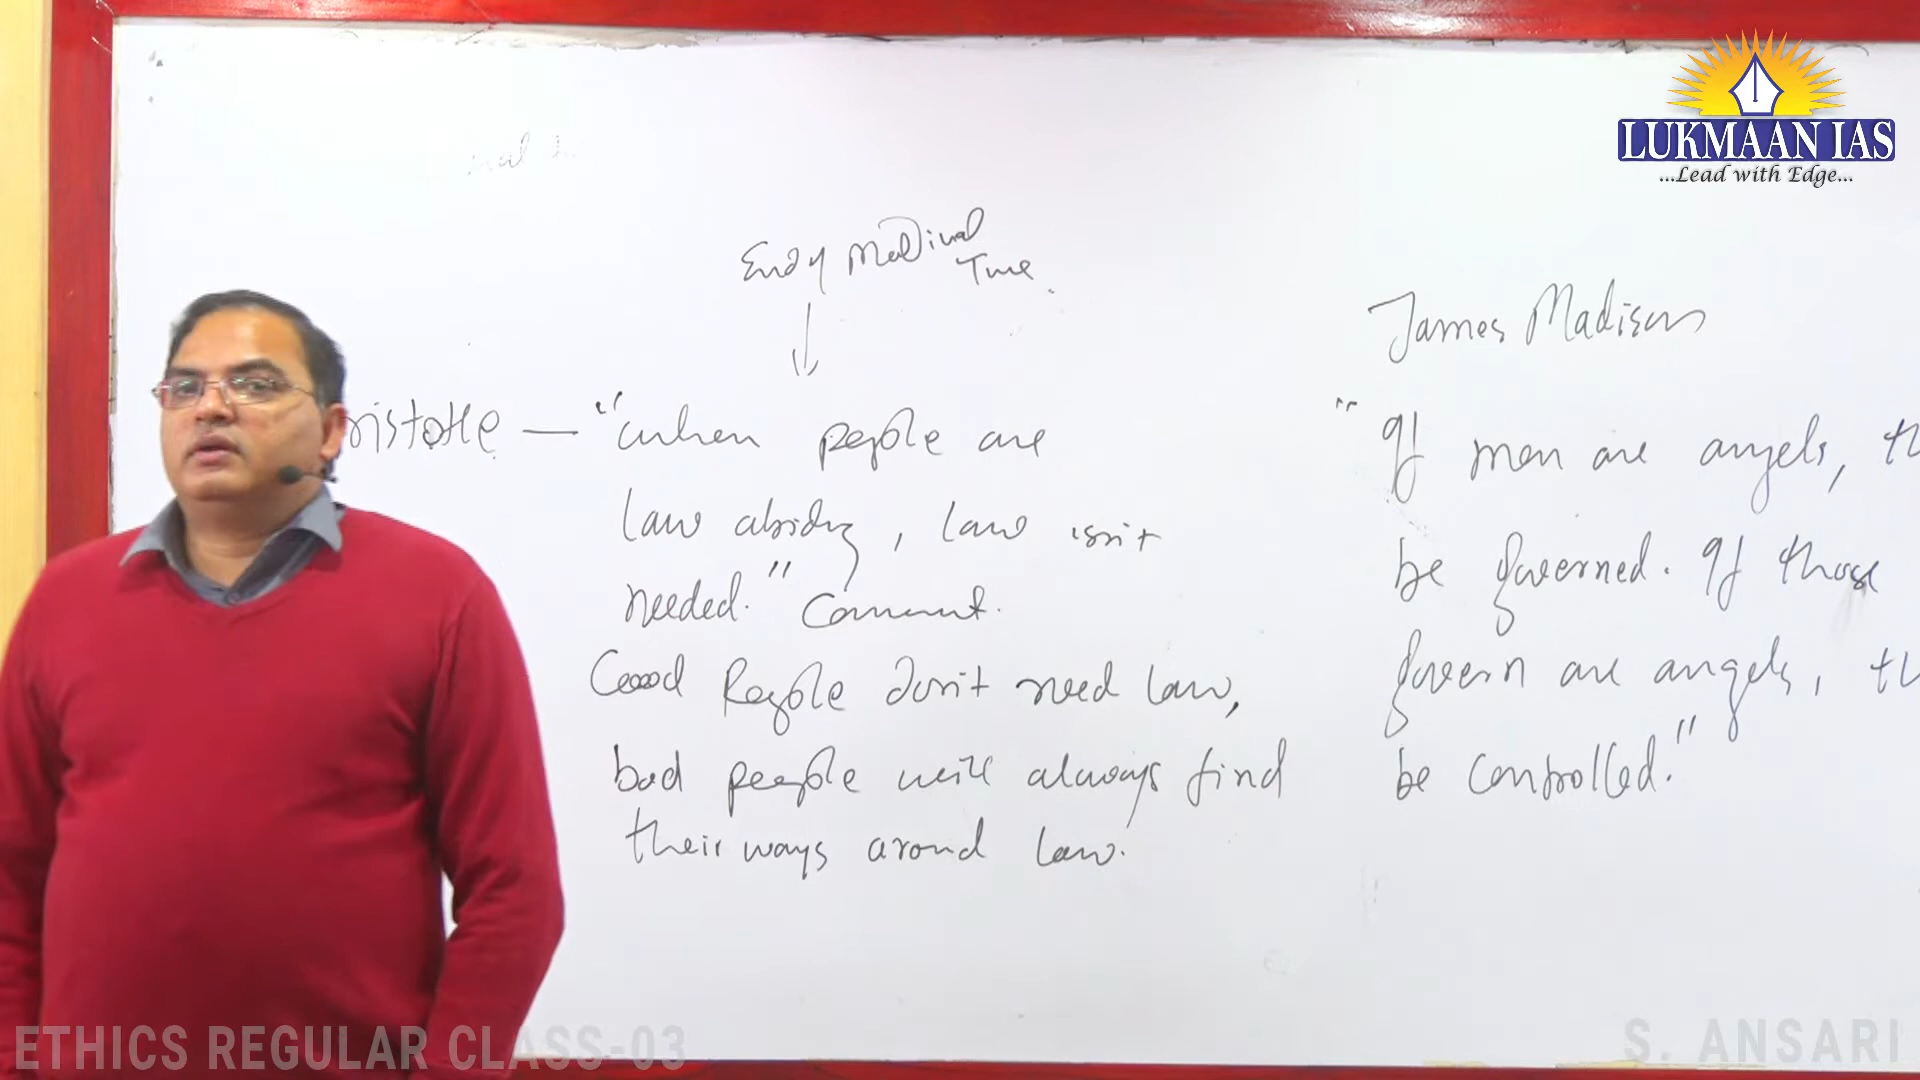 LUKMAAN IAS
...Lead with Edge...
End of Medival
Time.
ristotle — "when people are
law abiding, law isn't
needed." Comment.
Good People don't need law,
bad people will always find
their ways around law.
James Madison
"If men are angels, th
be governed. If those
govern are angels, th
be controlled."
ETHICS REGULAR CLASS-03
S. ANSARI